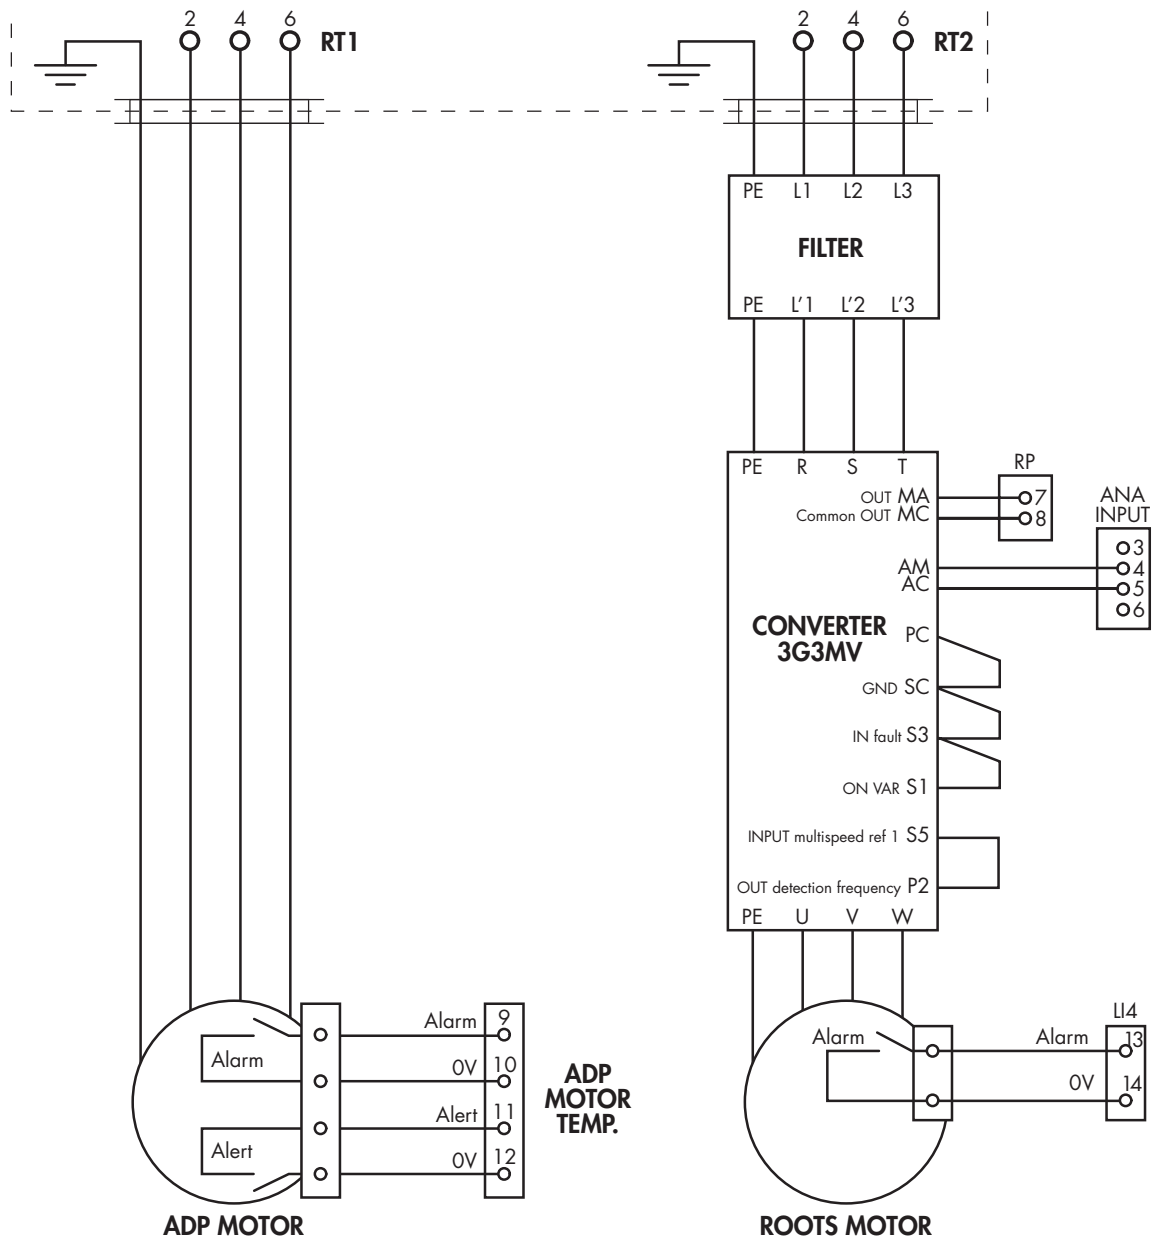 2 4 6 RT1
2 4 6 RT2
PE L1 L2 L3
FILTER
PE L'1 L'2 L'3
PE R S T
OUT MA
Common OUT MC
RP
7
8
ANA
INPUT
3
4
5
6
AM
AC
CONVERTER
3G3MV
PC
GND SC
IN fault S3
ON VAR S1
INPUT multispeed ref 1 S5
OUT detection frequency P2
PE U V W
Alarm
Alert
Alarm 9
0V 10
Alert 11
0V 12
ADP
MOTOR
TEMP.
ADP MOTOR
Alarm
LI4
Alarm 13
0V 14
ROOTS MOTOR